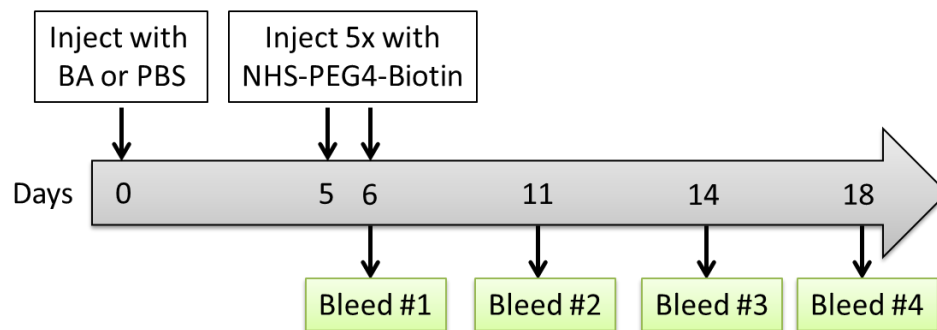 Inject with
BA or PBS
Inject 5x with
NHS-PEG4-Biotin
Days 0 5 6 11 14 18
Bleed #1 Bleed #2 Bleed #3 Bleed #4